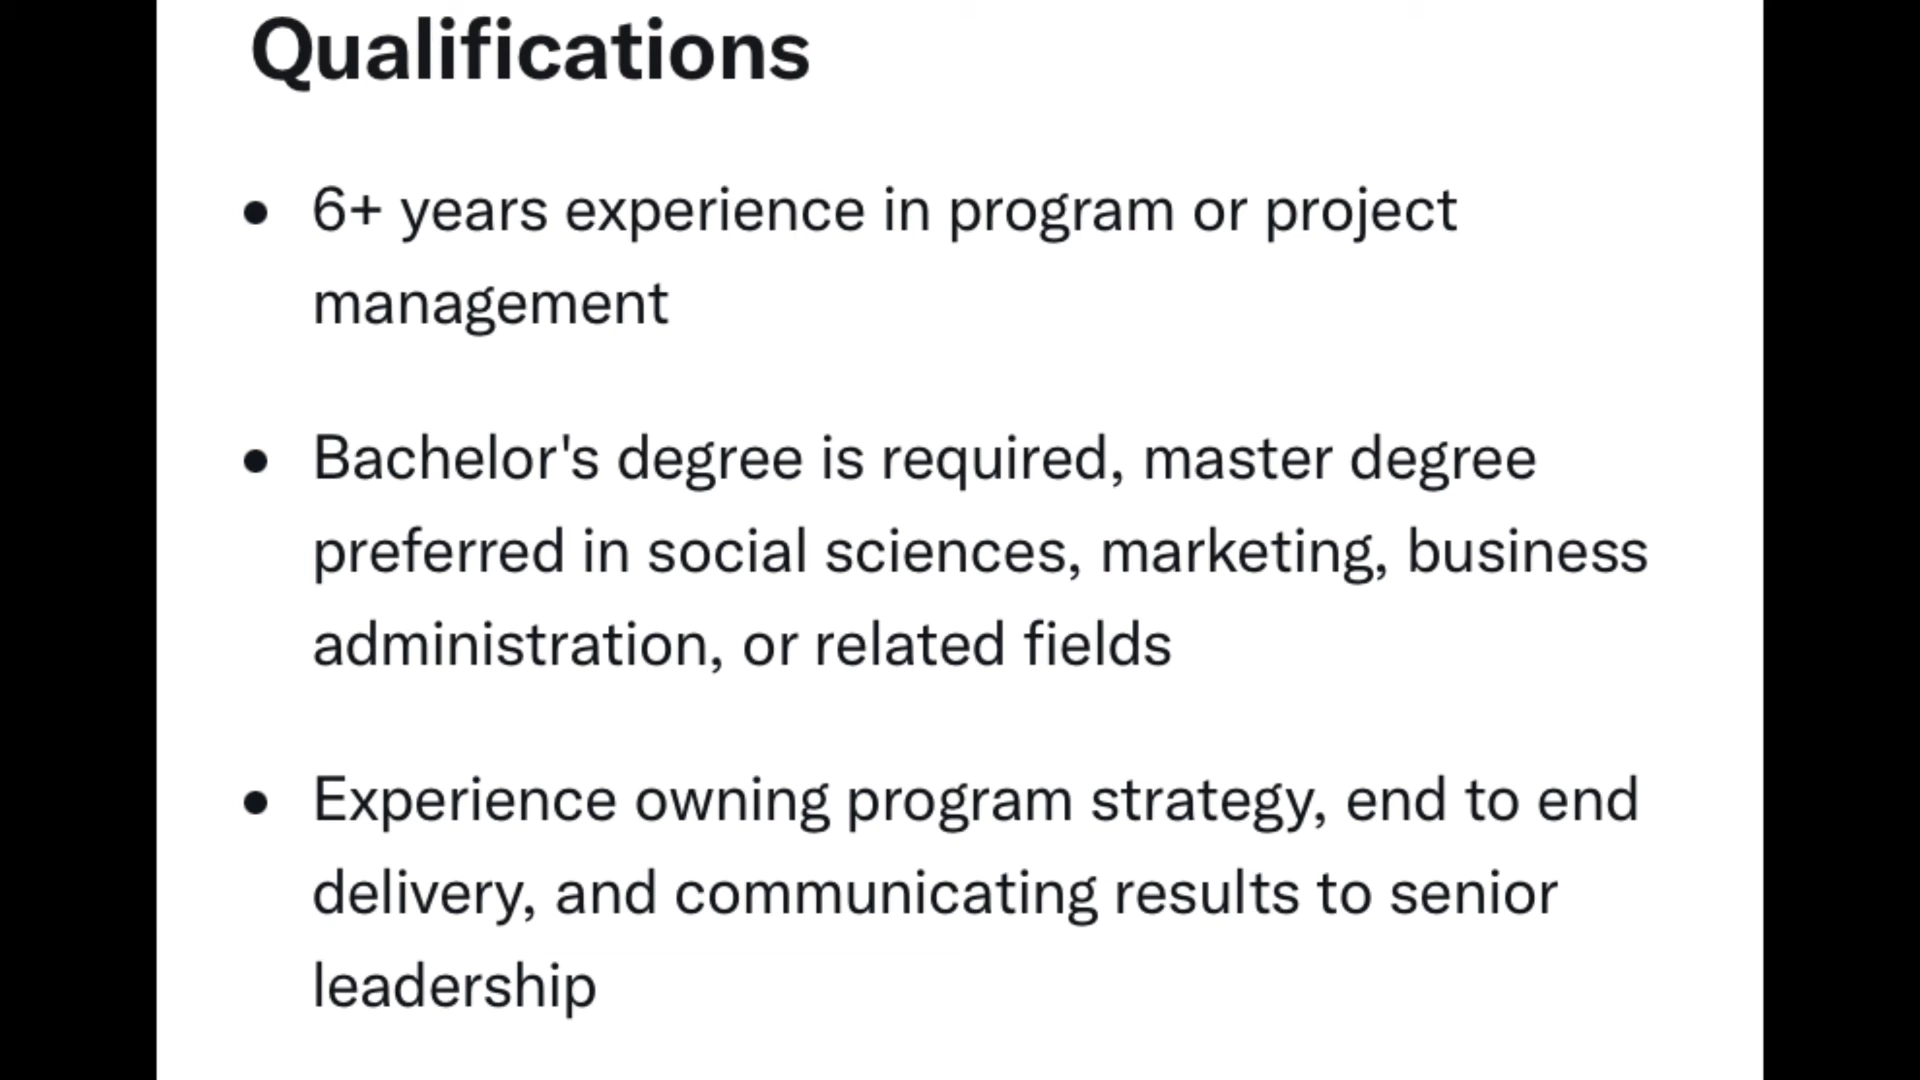 Qualifications
• 6+ years experience in program or project
management
• Bachelor's degree is required, master degree
preferred in social sciences, marketing, business
administration, or related fields
• Experience owning program strategy, end to end
delivery, and communicating results to senior
leadership